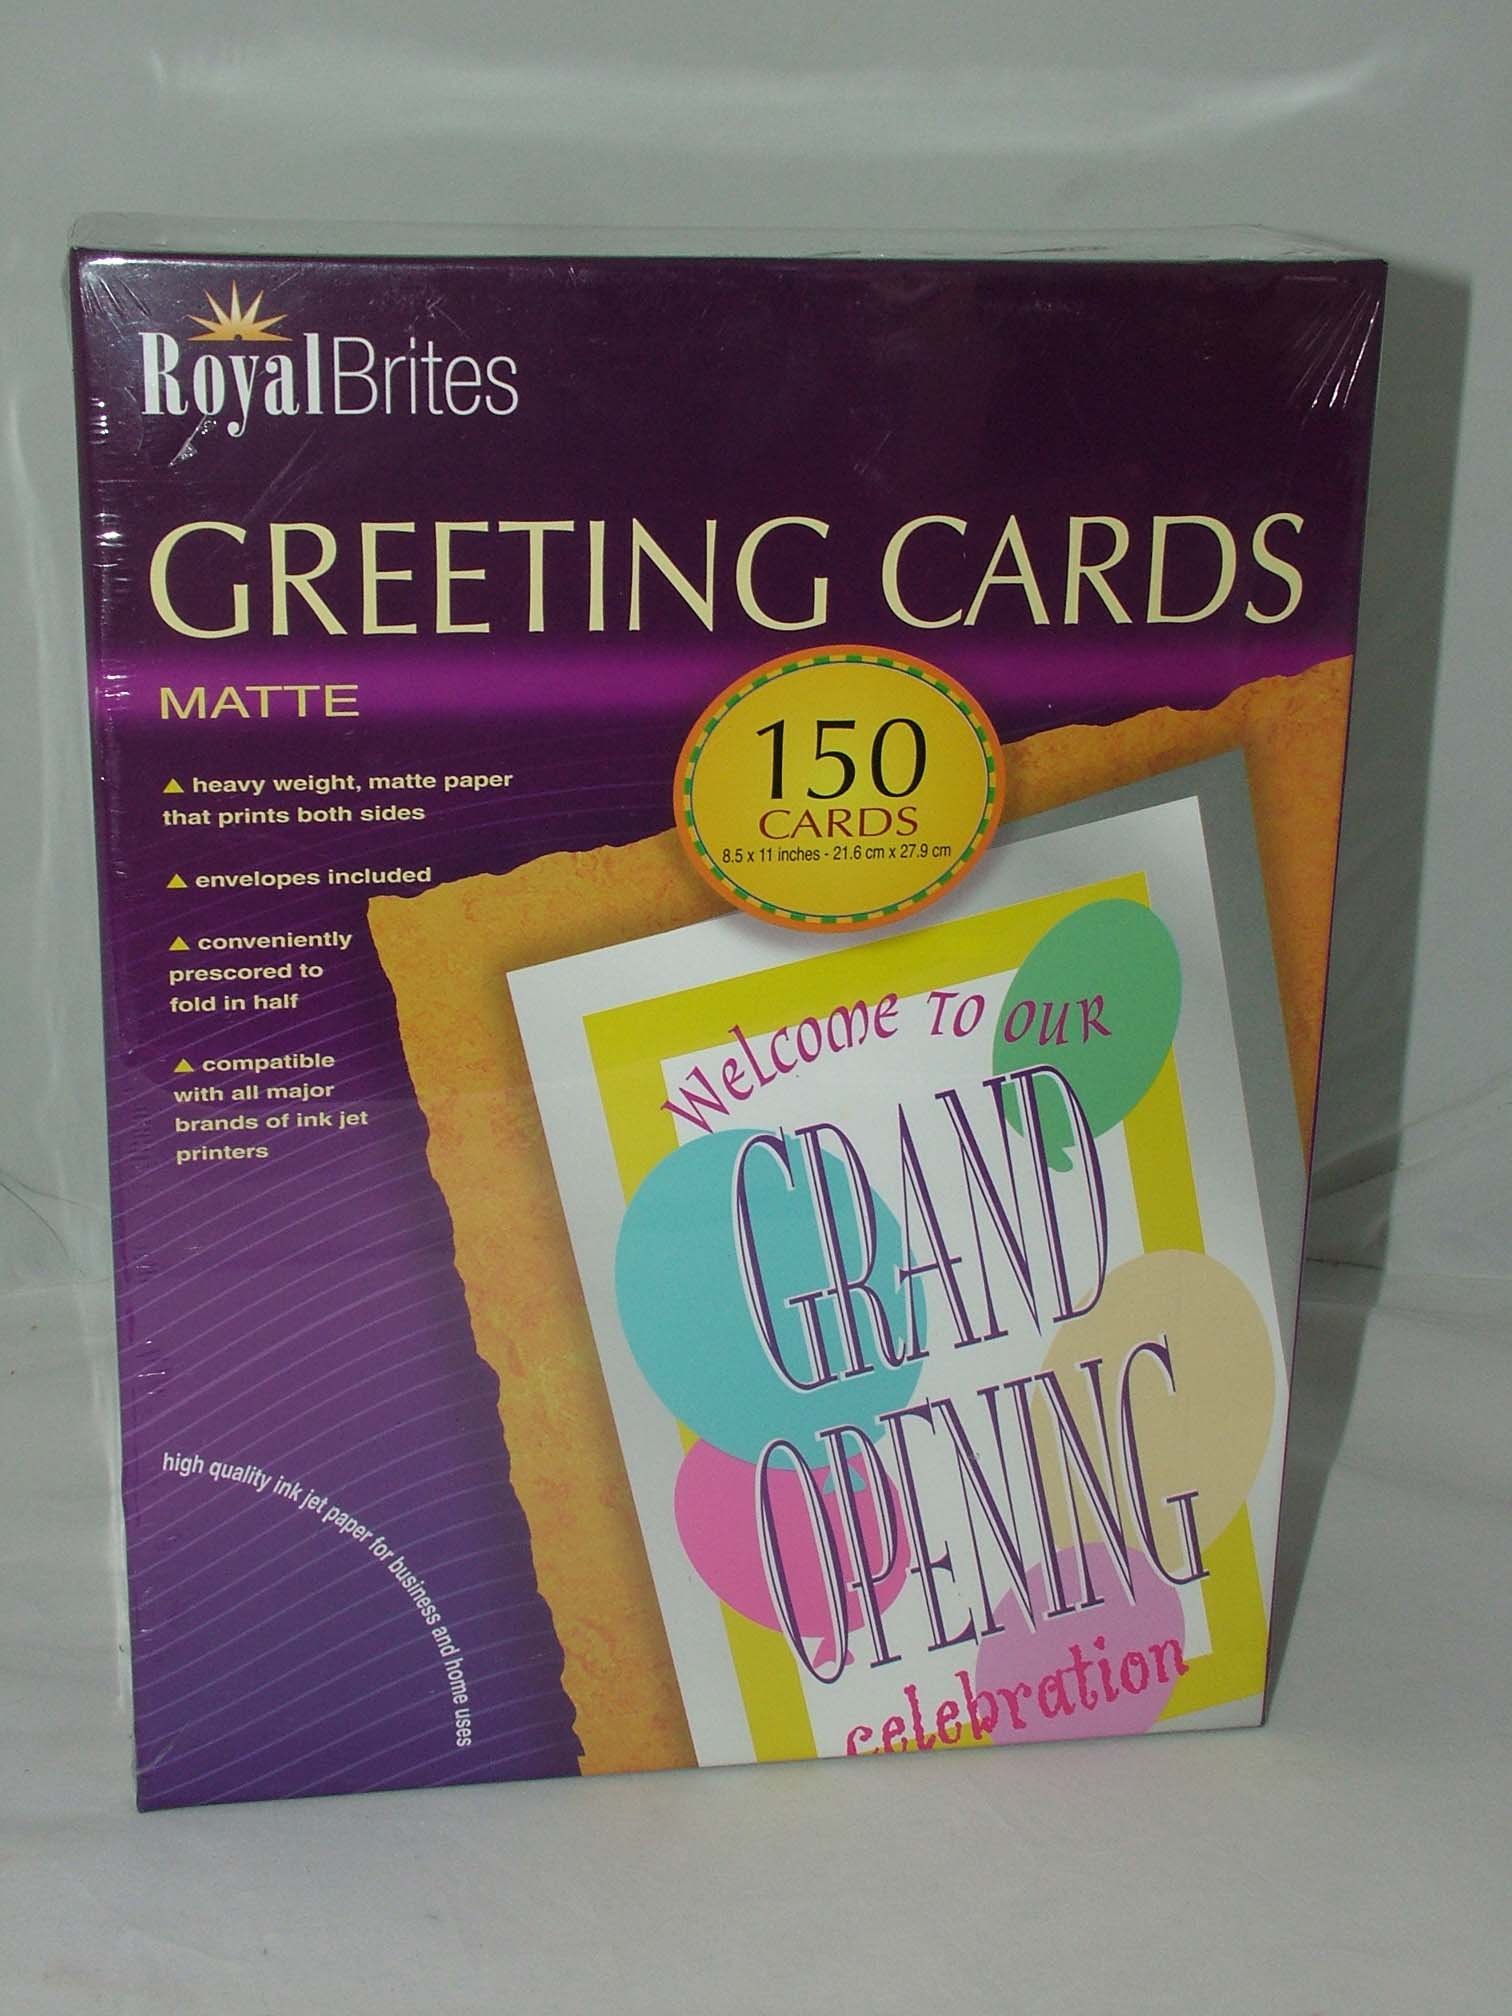 RoyalBrites
GREETING CARDS
MATTE
▲ heavy weight, matte paper
that prints both sides
▲ envelopes included
▲ conveniently
prescored to
fold in half
▲ compatible
with all major
brands of ink jet
printers
150
CARDS
8.5 x 11 inches - 21.6 cm x 27.9 cm
Welcome to our
GRAND
OPENING
celebration
high quality ink jet paper for business and home uses